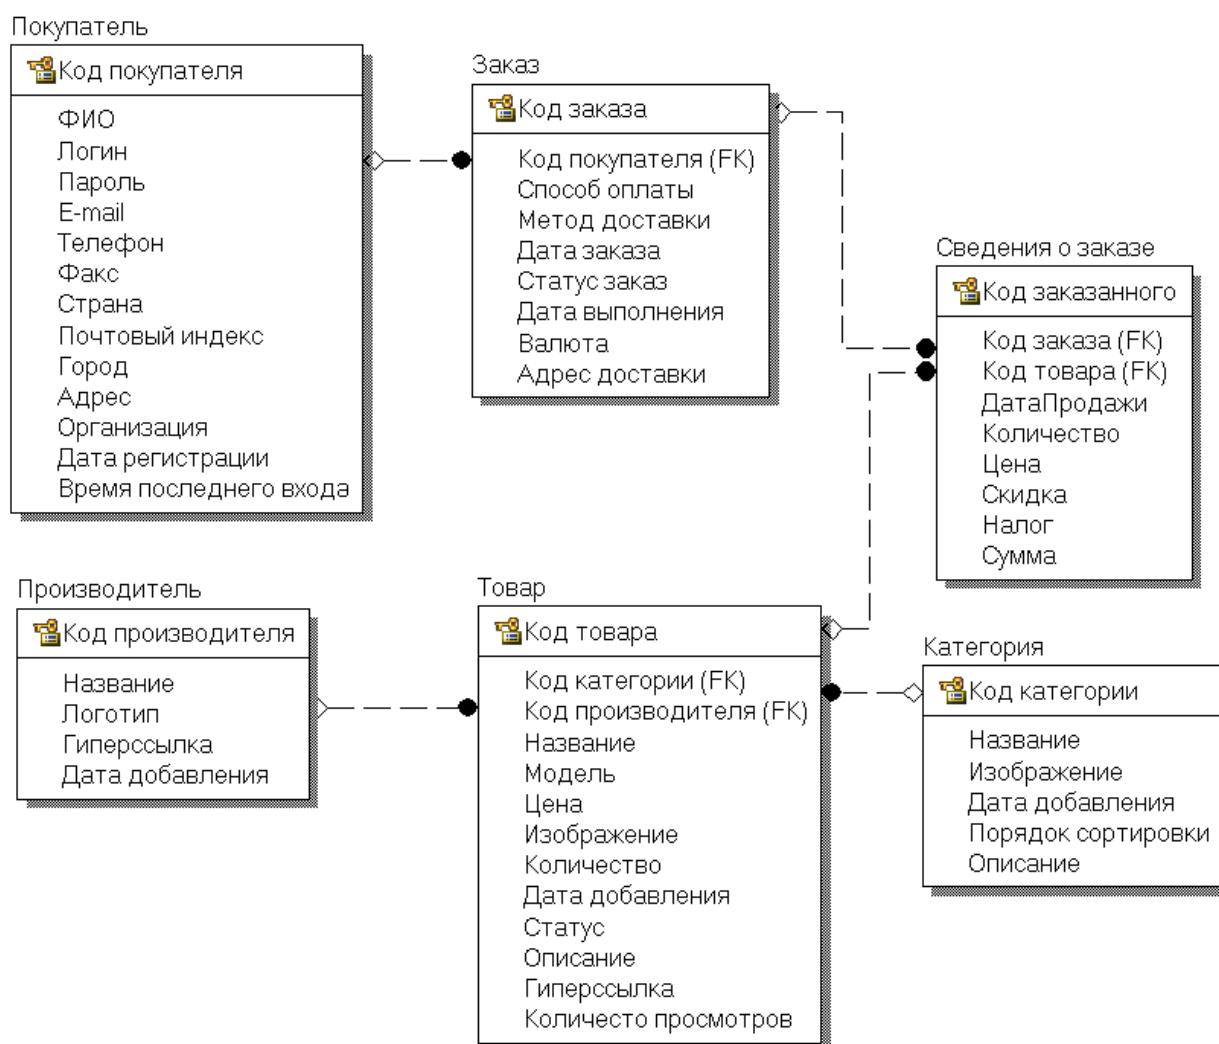 Покупатель
Код покупателя
ФИО
Логин
Пароль
E-mail
Телефон
Факс
Страна
Почтовый индекс
Город
Адрес
Организация
Дата регистрации
Время последнего входа
Заказ
Код заказа
Код покупателя (FK)
Способ оплаты
Метод доставки
Дата заказа
Статус заказ
Дата выполнения
Валюта
Адрес доставки
Сведения о заказе
Код заказанного
Код заказа (FK)
Код товара (FK)
ДатаПродажи
Количество
Цена
Скидка
Налог
Сумма
Производитель
Код производителя
Название
Логотип
Гиперссылка
Дата добавления
Товар
Код товара
Код категории (FK)
Код производителя (FK)
Название
Модель
Цена
Изображение
Количество
Дата добавления
Статус
Описание
Гиперссылка
Количесто просмотров
Категория
Код категории
Название
Изображение
Дата добавления
Порядок сортировки
Описание